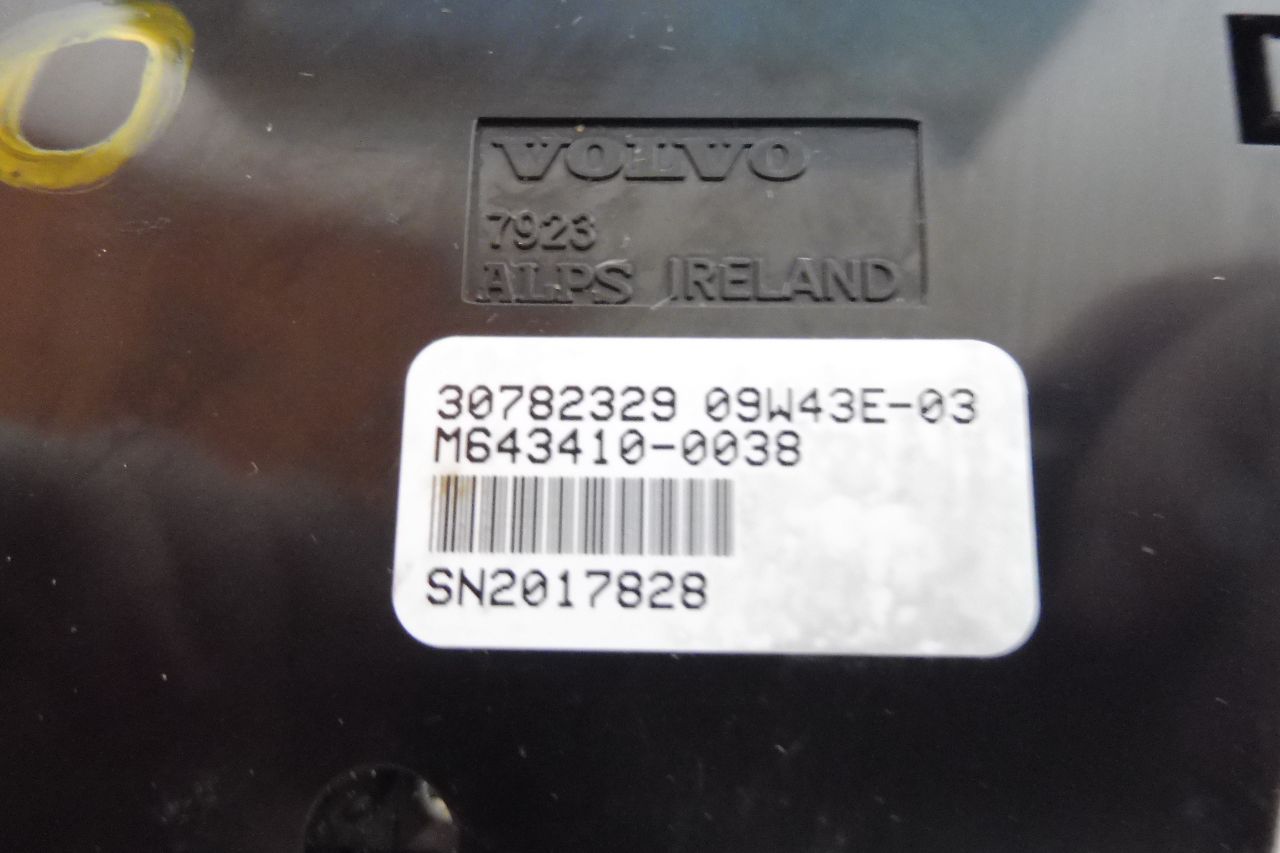 VOLVO
7923
ALPS IRELAND
30782329 09W43E-03
M643410-0038
SN2017828